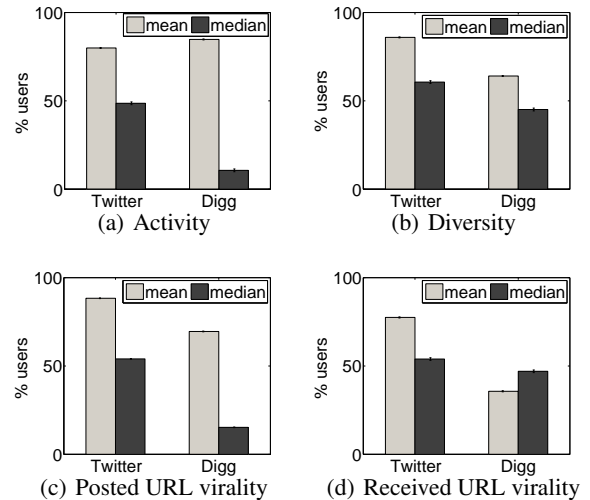 100
mean
median
% users
50
0
Twitter
Digg
(a) Activity
100
mean
median
% users
50
0
Twitter
Digg
(b) Diversity
100
mean
median
% users
50
0
Twitter
Digg
(c) Posted URL virality
100
mean
median
% users
50
0
Twitter
Digg
(d) Received URL virality